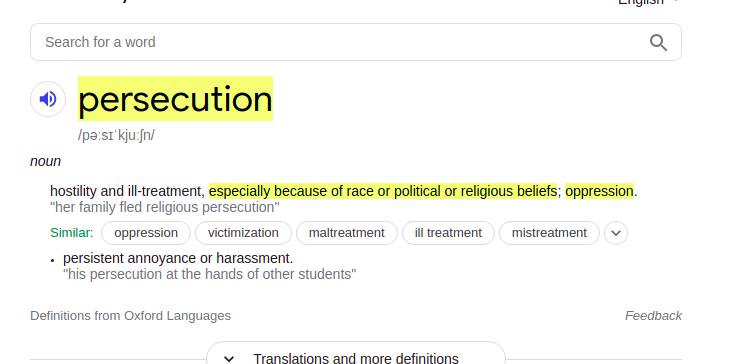 English
Search for a word
persecution
/pəːsɪˈkjuːʃn/
noun
hostility and ill-treatment, especially because of race or political or religious beliefs; oppression.
"her family fled religious persecution"
Similar: oppression victimization maltreatment ill treatment mistreatment
• persistent annoyance or harassment.
"his persecution at the hands of other students"
Definitions from Oxford Languages Feedback
Translations and more definitions